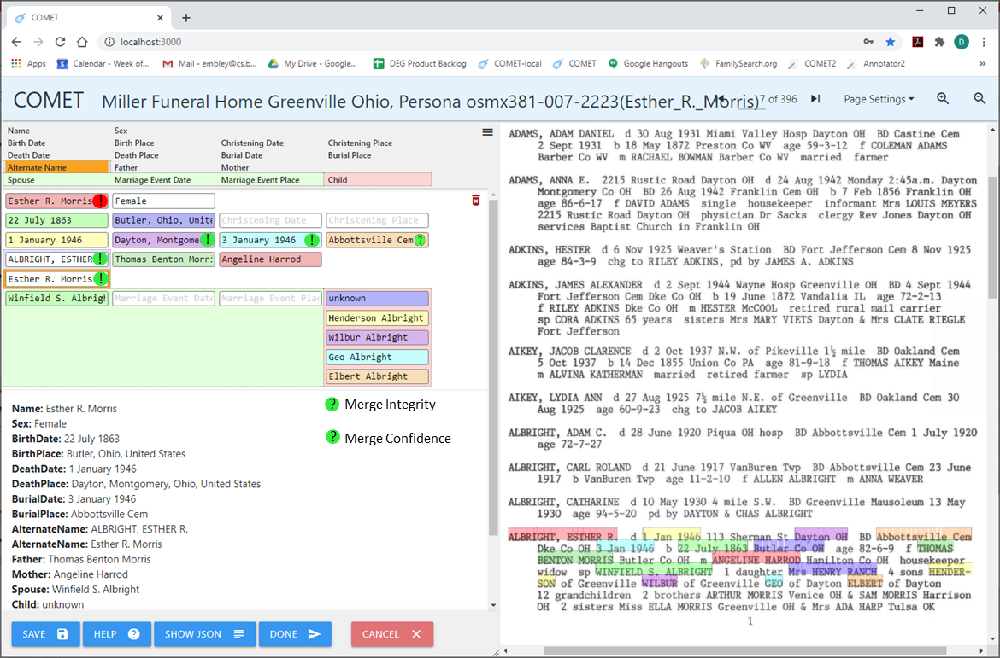 COMET
localhost:3000
Apps Calendar - Week of... Mail - embley@cs.b... My Drive - Google... DEG Product Backlog COMET-local COMET Google Hangouts FamilySearch.org COMET2 Annotator2 »
D
COMET Miller Funeral Home Greenville Ohio, Persona osmx381-007-2223(Esther_R._Morris) 7 of 396 Page Settings
Name Sex
Birth Date Birth Place Christening Date Christening Place
Death Date Death Place Burial Date Burial Place
Alternate Name Father Mother
Spouse Marriage Event Date Marriage Event Place Child
Esther R. Morris ! Female
22 July 1863 Butler, Ohio, Unite Christening Date Christening Place
1 January 1946 Dayton, Montgome ! 3 January 1946 ! Abbottsville Cem ?
ALBRIGHT, ESTHER ! Thomas Benton Morri Angeline Harrod
Esther R. Morris !
Winfield S. Albrigh Marriage Event Date Marriage Event Plac unknown
Henderson Albright
Wilbur Albright
Geo Albright
Elbert Albright
Name: Esther R. Morris
Sex: Female
BirthDate: 22 July 1863
BirthPlace: Butler, Ohio, United States
DeathDate: 1 January 1946
DeathPlace: Dayton, Montgomery, Ohio, United States
BurialDate: 3 January 1946
BurialPlace: Abbottsville Cem
AlternateName: ALBRIGHT, ESTHER R.
AlternateName: Esther R. Morris
Father: Thomas Benton Morris
Mother: Angeline Harrod
Spouse: Winfield S. Albright
Child: unknown
? Merge Integrity
? Merge Confidence
SAVE HELP ? SHOW JSON DONE CANCEL
ADAMS, ADAM DANIEL d 30 Aug 1931 Miami Valley Hosp Dayton OH BD Castine Cem
2 Sept 1931 b 18 May 1872 Preston Co WV age 59-3-12 f COLEMAN ADAMS
Barber Co WV m RACHAEL BOWMAN Barber Co WV married farmer
ADAMS, ANNA E. 2215 Rustic Road Dayton OH d 24 Aug 1942 Monday 2:45a.m. Dayton
Montgomery Co OH BD 26 Aug 1942 Franklin Cem OH b 7 Feb 1856 Franklin OH
age 86-6-17 f DAVID ADAMS single housekeeper informant Mrs LOUIS MEYERS
2215 Rustic Road Dayton OH physician Dr Sacks clergy Rev Jones Dayton OH
services Baptist Church in Franklin OH
ADKINS, HESTER d 6 Nov 1925 Weaver's Station BD Fort Jefferson Cem 8 Nov 1925
age 84-3-9 chg to RILEY ADKINS, pd by JAMES A. ADKINS
ADKINS, JAMES ALEXANDER d 2 Sept 1944 Wayne Hosp Greenville OH BD 4 Sept 1944
Fort Jefferson Cem Dke Co OH b 19 June 1872 Vandalia IL age 72-2-13
f RILEY ADKINS Dke Co OH m HESTER McCOOL retired rural mail carrier
sp CORA ADKINS 65 years sisters Mrs MARY VIETS Dayton & Mrs CLATE RIEGLE
Fort Jefferson
AIKEY, JACOB CLARENCE d 2 Oct 1937 N.W. of Pikeville 1½ mile BD Oakland Cem
5 Oct 1937 b 14 Dec 1855 Union Co PA age 81-9-18 f THOMAS AIKEY Maine
m ALVINA KATHERMAN married retired farmer sp LYDIA
AIKEY, LYDIA ANN d 27 Aug 1925 7½ mile N.E. of Greenville BD Oakland Cem 30
Aug 1925 age 60-9-23 chg to JACOB AIKEY
ALBRIGHT, ADAM C. d 28 June 1920 Piqua OH hosp BD Abbottsville Cem 1 July 1920
age 72-7-27
ALBRIGHT, CARL ROLAND d 21 June 1917 VanBuren Twp BD Abbottsville Cem 23 June
1917 b VanBuren Twp age 11-2-10 f ALLEN ALBRIGHT m ANNA WEAVER
ALBRIGHT, CATHARINE d 10 May 1930 4 mile S.W. BD Greenville Mausoleum 13 May
1930 age 94-5-20 pd by DAYTON & CHAS ALBRIGHT
ALBRIGHT, ESTHER R. d 1 Jan 1946 113 Sherman St Dayton OH BD Abbottsville Cem
Dke Co OH 3 Jan 1946 b 22 July 1863 Butler Co OH age 82-6-9 f THOMAS
BENTON MORRIS Butler Co OH m ANGELINE HARROD Hamilton Co OH housekeeper
widow sp WINFIELD S. ALBRIGHT 1 daughter Mrs HENRY RANCH 4 sons HENDER-
SON of Greenville WILBUR of Greenville GEO of Dayton ELBERT of Dayton
12 grandchildren 2 brothers ARTHUR MORRIS Venice OH & SAM MORRIS Harrison
OH 2 sisters Miss ELLA MORRIS Greenville OH & Mrs ADA HARP Tulsa OK
1